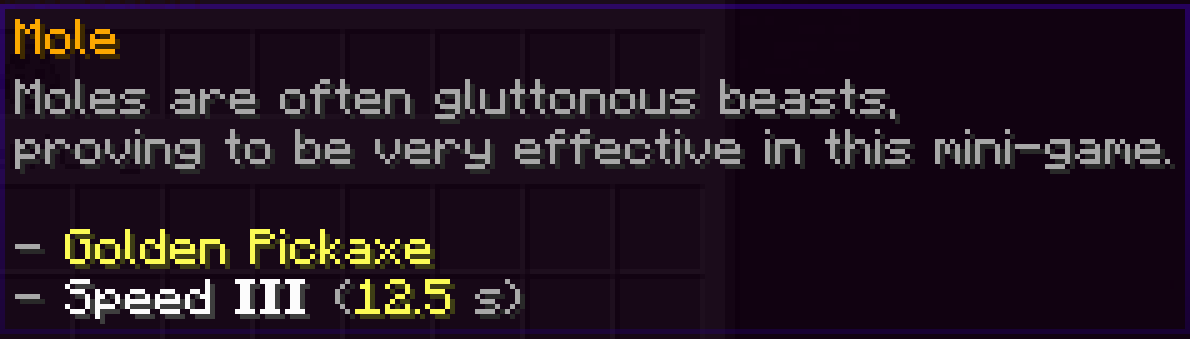 Mole
Moles are often gluttonous beasts,
proving to be very effective in this mini-game.
- Golden Pickaxe
- Speed III (12.5 s)